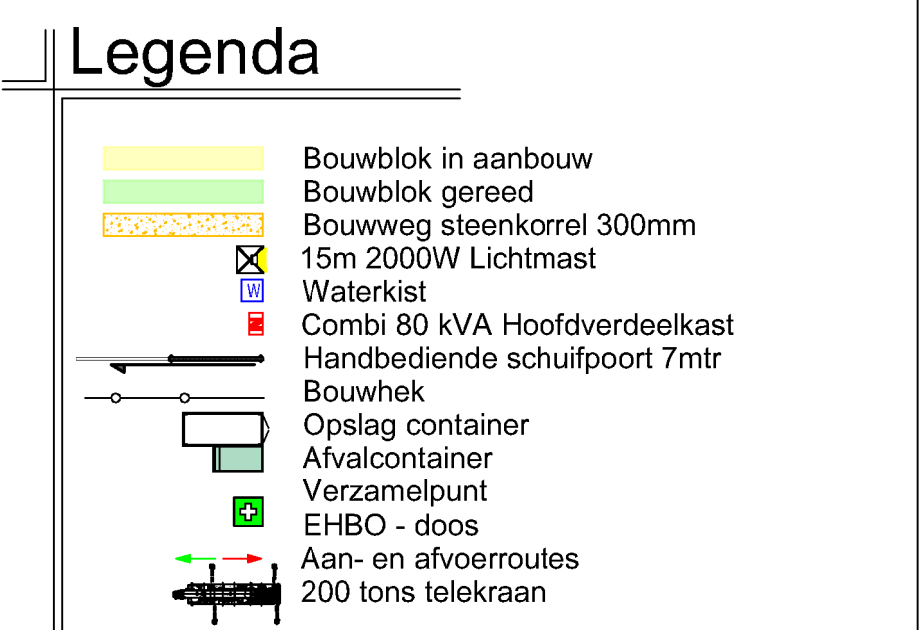 Legenda
Bouwblok in aanbouw
Bouwblok gereed
Bouwweg steenkorrel 300mm
15m 2000W Lichtmast
W Waterkist
Combi 80 kVA Hoofdverdeelkast
Handbediende schuifpoort 7mtr
Bouwhek
Opslag container
Afvalcontainer
Verzamelpunt
EHBO - doos
Aan- en afvoerroutes
200 tons telekraan